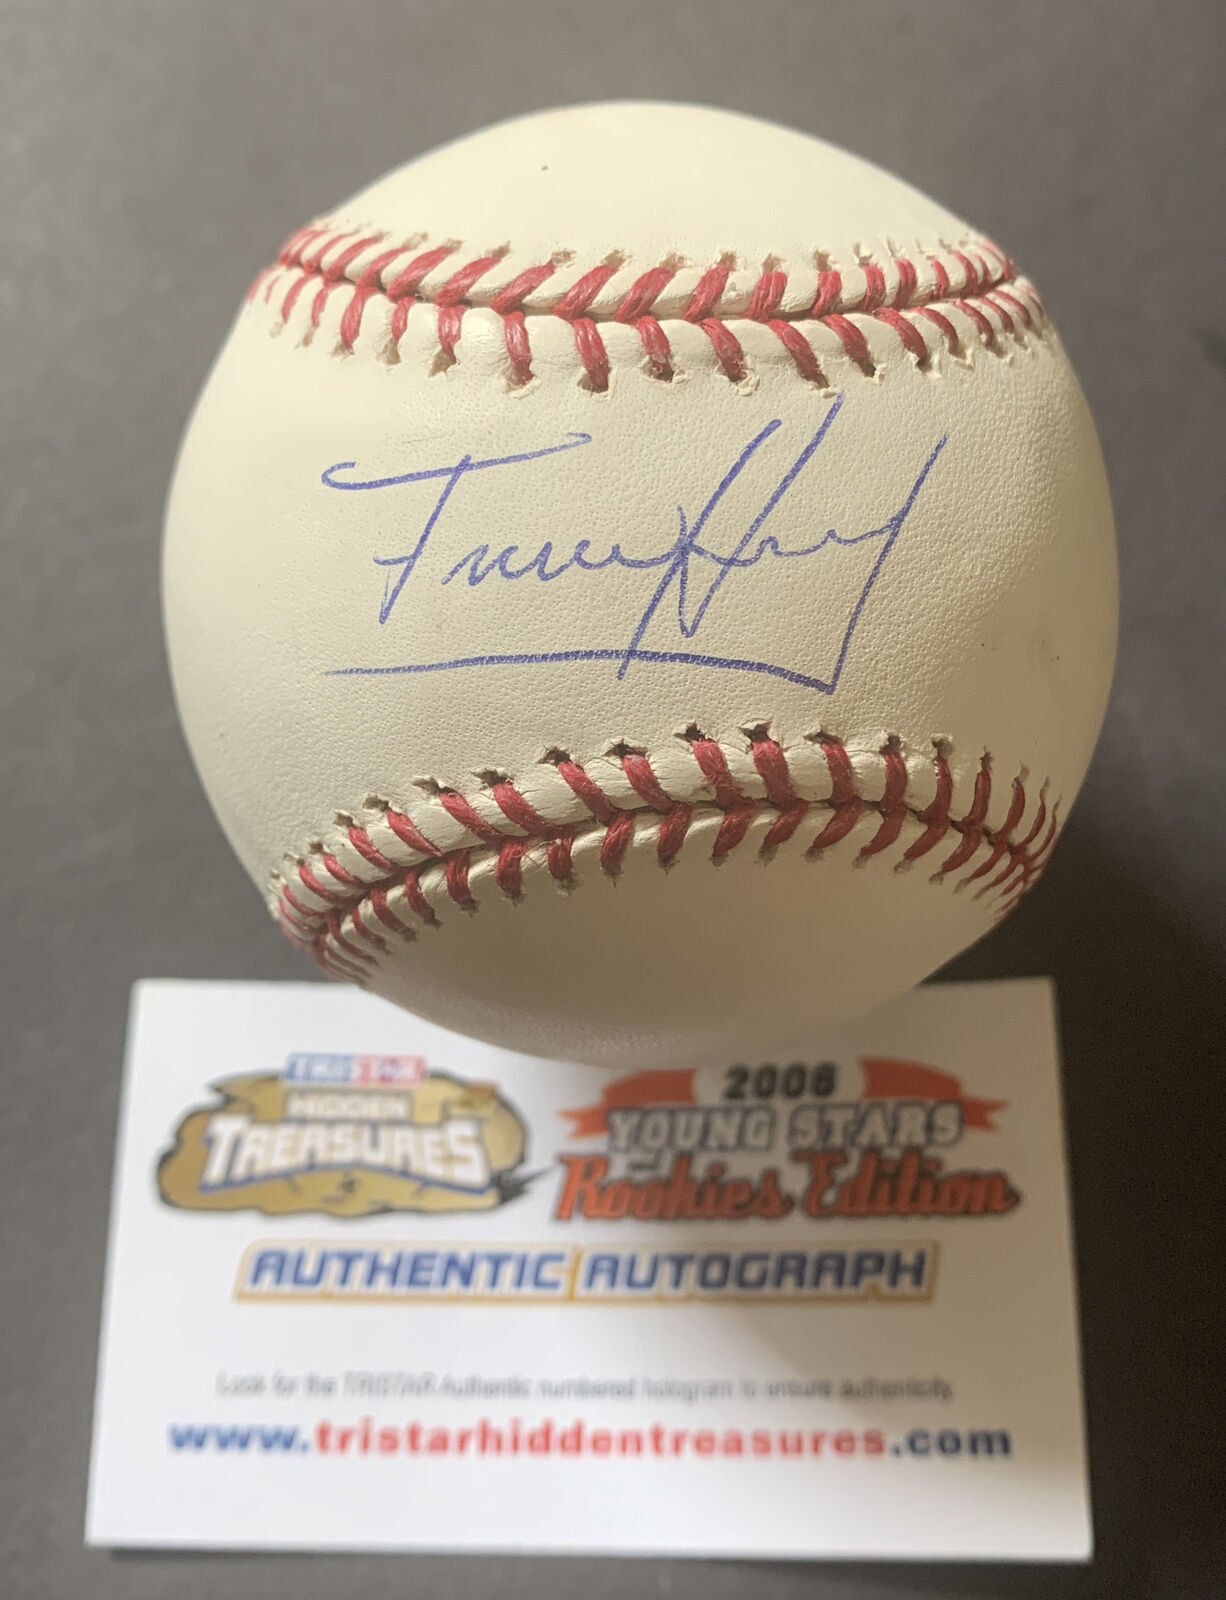 TRISTAR
HIDDEN
TREASURES
2006
YOUNG STARS
and
Rookies Edition
AUTHENTIC AUTOGRAPH
Look for the TRISTAR Authentic numbered hologram to ensure authenticity.
www.tristarhiddentreasures.com